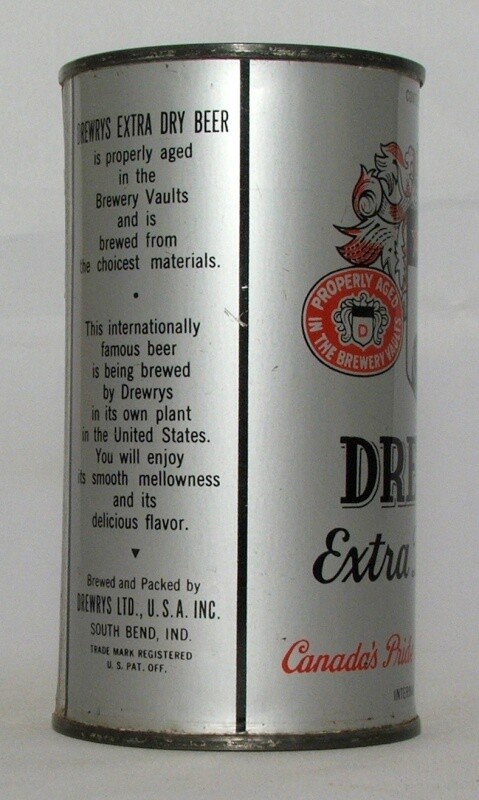 DREWRYS EXTRA DRY BEER
is properly aged
in the
Brewery Vaults
and is
brewed from
the choicest materials.
This internationally
famous beer
is being brewed
by Drewrys
in its own plant
in the United States.
You will enjoy
its smooth mellowness
and its
delicious flavor.
Brewed and Packed by
DREWRYS LTD., U.S.A. INC.
SOUTH BEND, IND.
TRADE MARK REGISTERED
U. S. PAT. OFF.
PROPERLY AGED
IN THE BREWERY VAULTS
D
DRE
Extra
Canada's Pride